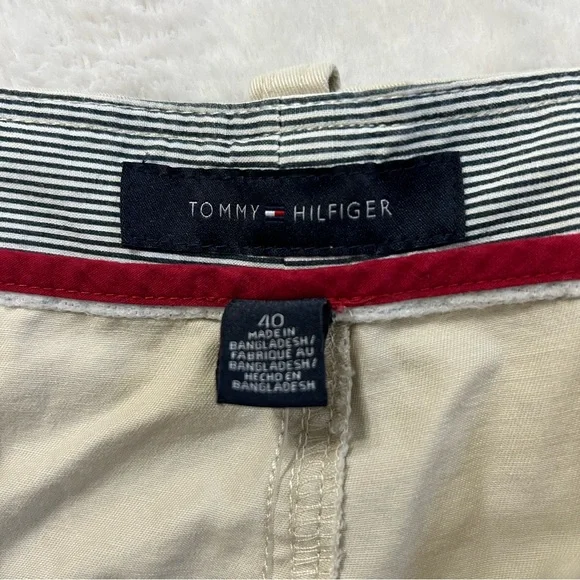 TOMMY HILFIGER
40
MADE IN
BANGLADESH/
FABRIQUÉ AU
BANGLADESH/
HECHO EN
BANGLADESH